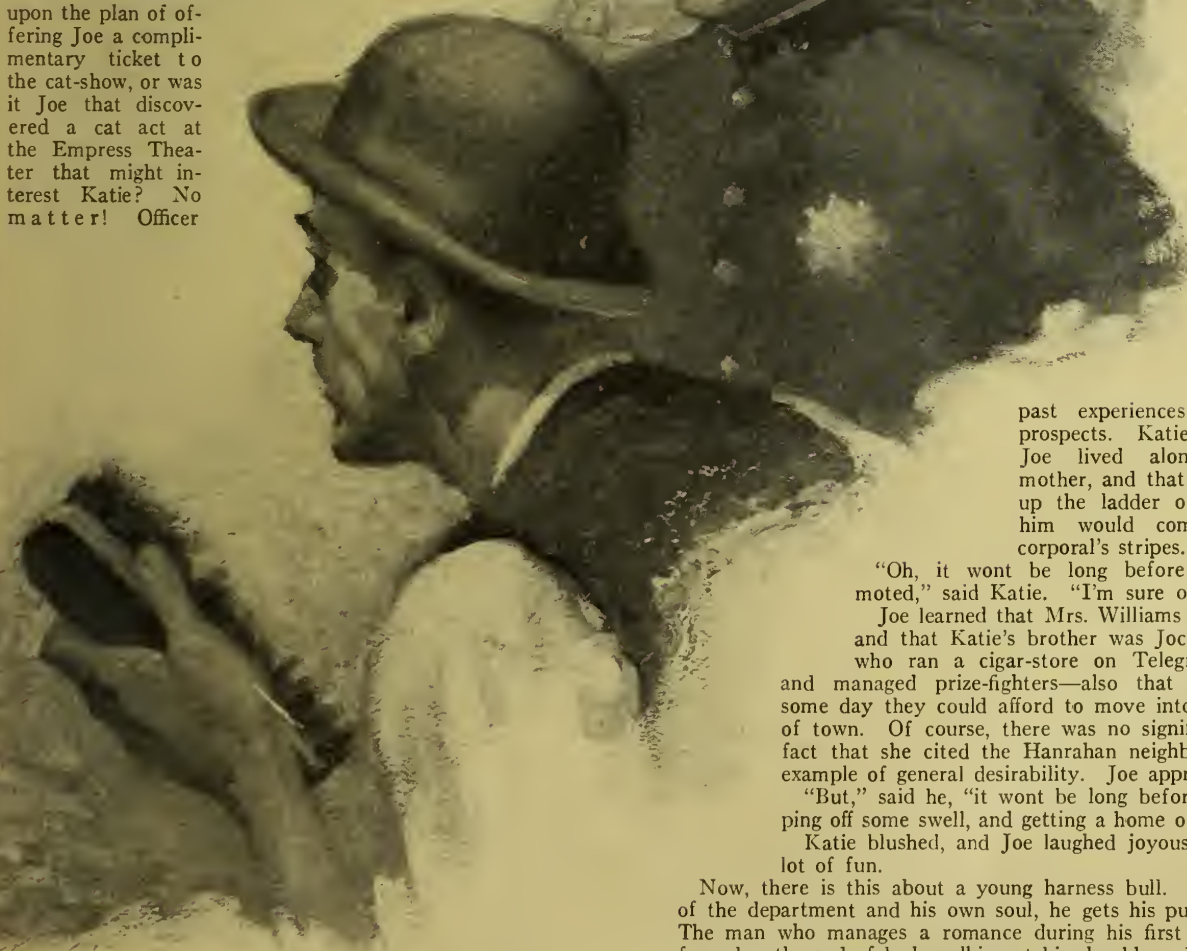 upon the plan of of-
fering Joe a compli-
mentary ticket to
the cat-show, or was
it Joe that discov-
ered a cat act at
the Empress Thea-
ter that might in-
terest Katie? No
matter! Officer
past experiences
prospects. Katie
Joe lived alon
mother, and that
up the ladder o
him would com
corporal's stripes.
"Oh, it wont be long before
moted," said Katie. "I'm sure o
Joe learned that Mrs. Williams
and that Katie's brother was Joc
who ran a cigar-store on Telegr
and managed prize-fighters—also that
some day they could afford to move into
of town. Of course, there was no signi
fact that she cited the Hanrahan neighb
example of general desirability. Joe appr
"But," said he, "it wont be long befor
ping off some swell, and getting a home o
Katie blushed, and Joe laughed joyous
lot of fun.
Now, there is this about a young harness bull.
of the department and his own soul, he gets his pu
The man who manages a romance during his first